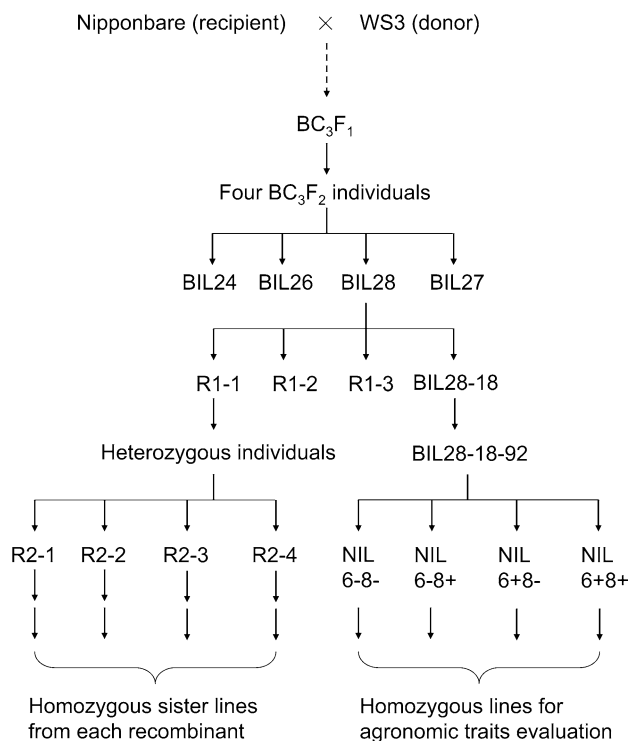 Nipponbare (recipient) × WS3 (donor)
BC₃F₁
Four BC₃F₂ individuals
BIL24 BIL26 BIL28 BIL27
R1-1 R1-2 R1-3 BIL28-18
Heterozygous individuals BIL28-18-92
R2-1 R2-2 R2-3 R2-4
NIL NIL NIL NIL
6-8- 6-8+ 6+8- 6+8+
Homozygous sister lines
from each recombinant
Homozygous lines for
agronomic traits evaluation